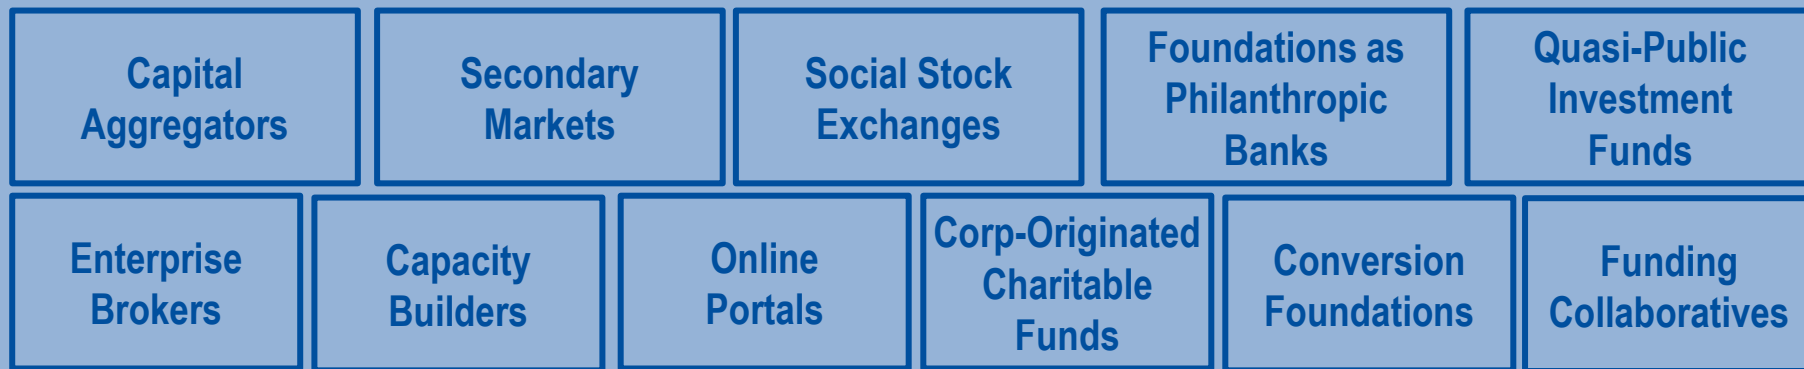 Capital
Aggregators
Secondary
Markets
Social Stock
Exchanges
Foundations as
Philanthropic
Banks
Quasi-Public
Investment
Funds
Enterprise
Brokers
Capacity
Builders
Online
Portals
Corp-Originated
Charitable
Funds
Conversion
Foundations
Funding
Collaboratives